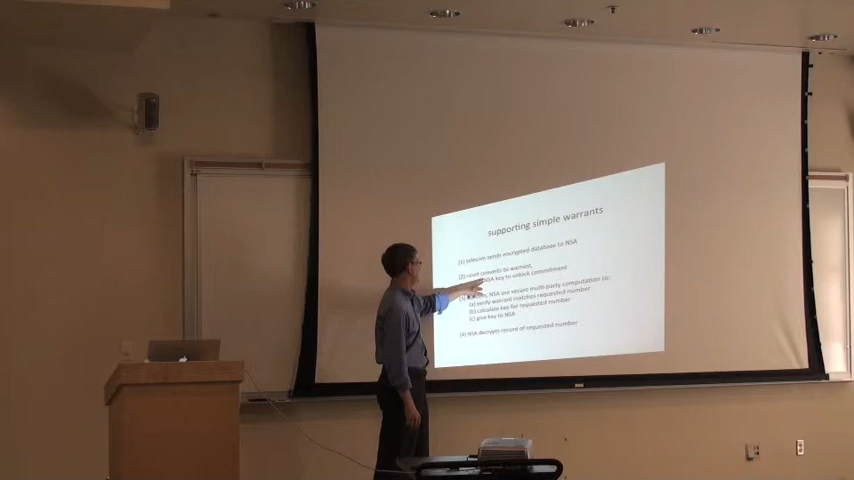 supporting simple warrants
(1) telecom sends encrypted database to NSA
(2) court commits to warrant,
NSA key to unlock commitment
NSA use secure multi-party computation to:
(a) verify warrant matches requested number
(b) calculate key for requested number
(c) give key to NSA
(4) NSA decrypts record of requested number